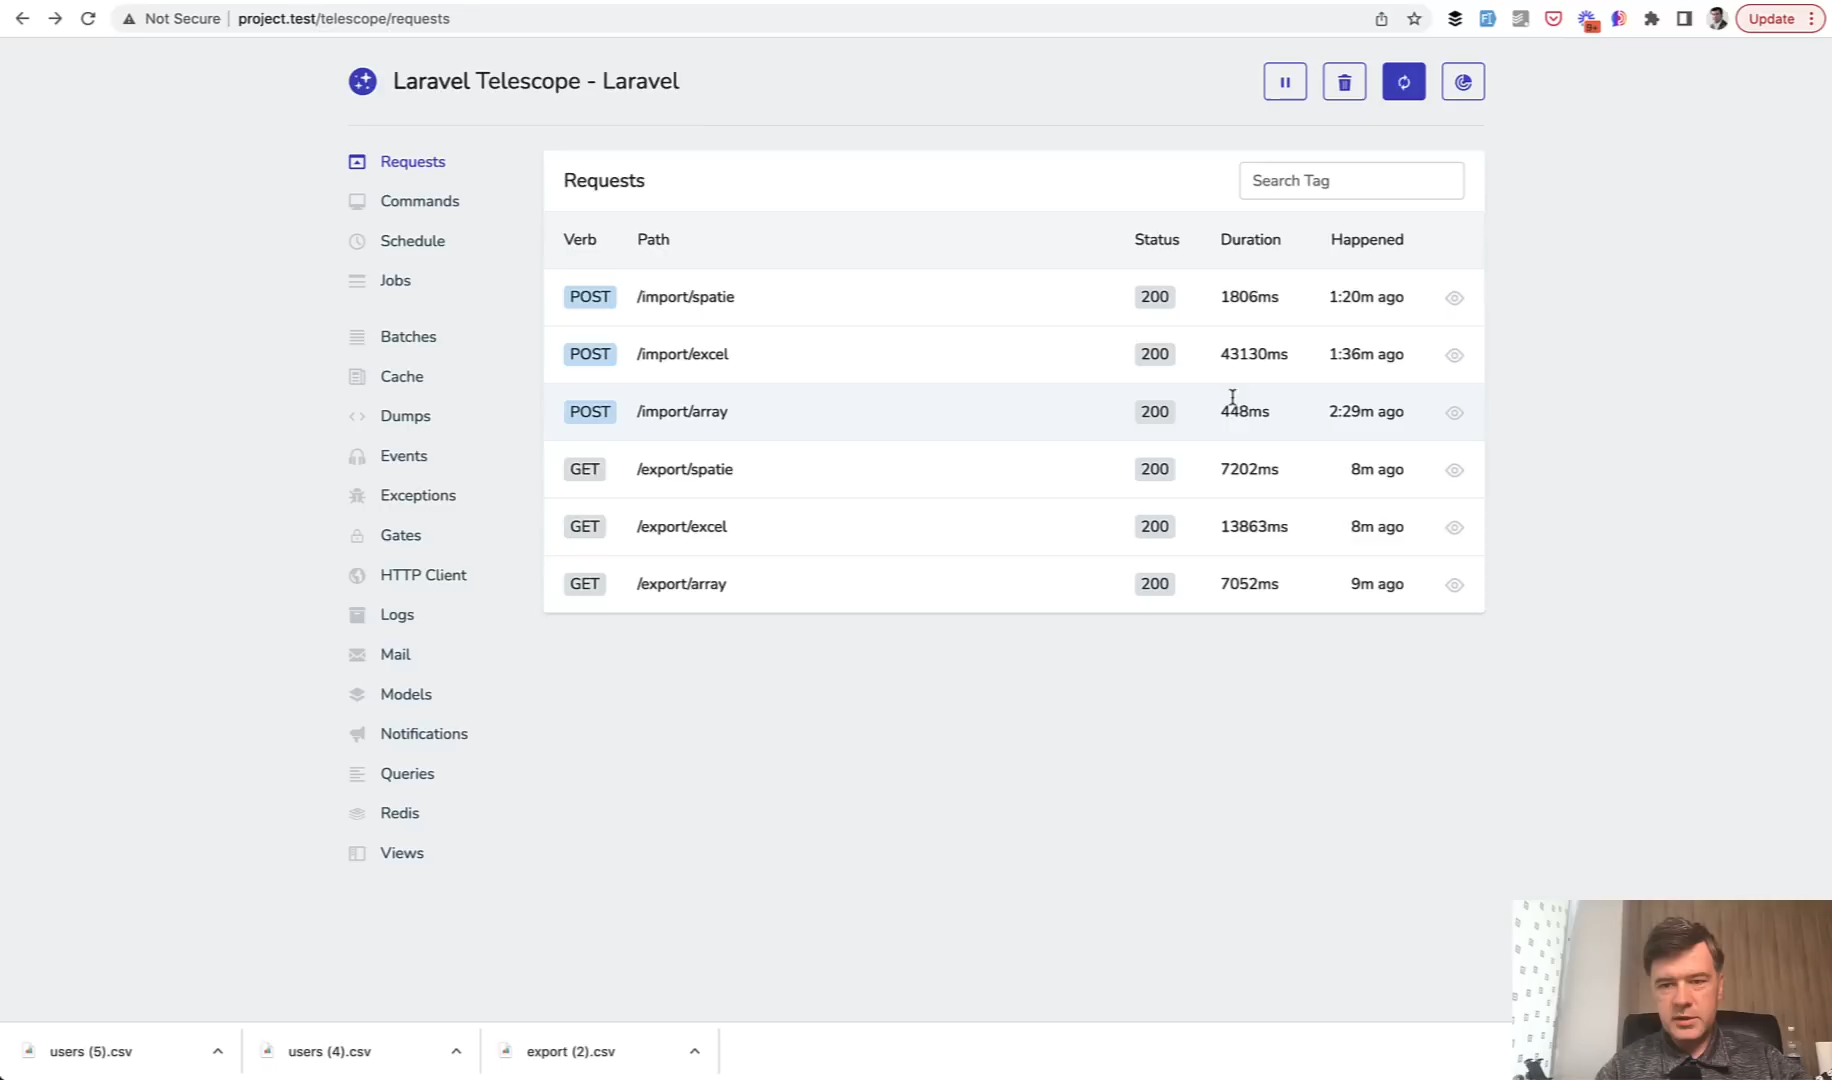 Not Secure project.test/telescope/requests
9+
Update
Laravel Telescope - Laravel
Requests
Commands
Schedule
Jobs
Batches
Cache
Dumps
Events
Exceptions
Gates
HTTP Client
Logs
Mail
Models
Notifications
Queries
Redis
Views
Requests
Search Tag
Verb Path Status Duration Happened
POST /import/spatie 200 1806ms 1:20m ago
POST /import/excel 200 43130ms 1:36m ago
POST /import/array 200 448ms 2:29m ago
GET /export/spatie 200 7202ms 8m ago
GET /export/excel 200 13863ms 8m ago
GET /export/array 200 7052ms 9m ago
users (5).csv
users (4).csv
export (2).csv